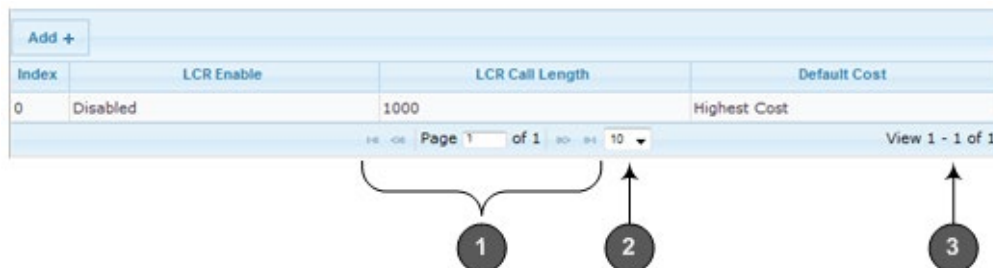 Add +
Index LCR Enable LCR Call Length Default Cost
0 Disabled 1000 Highest Cost
Page 1 of 1 10 View 1 - 1 of 1
1 2 3